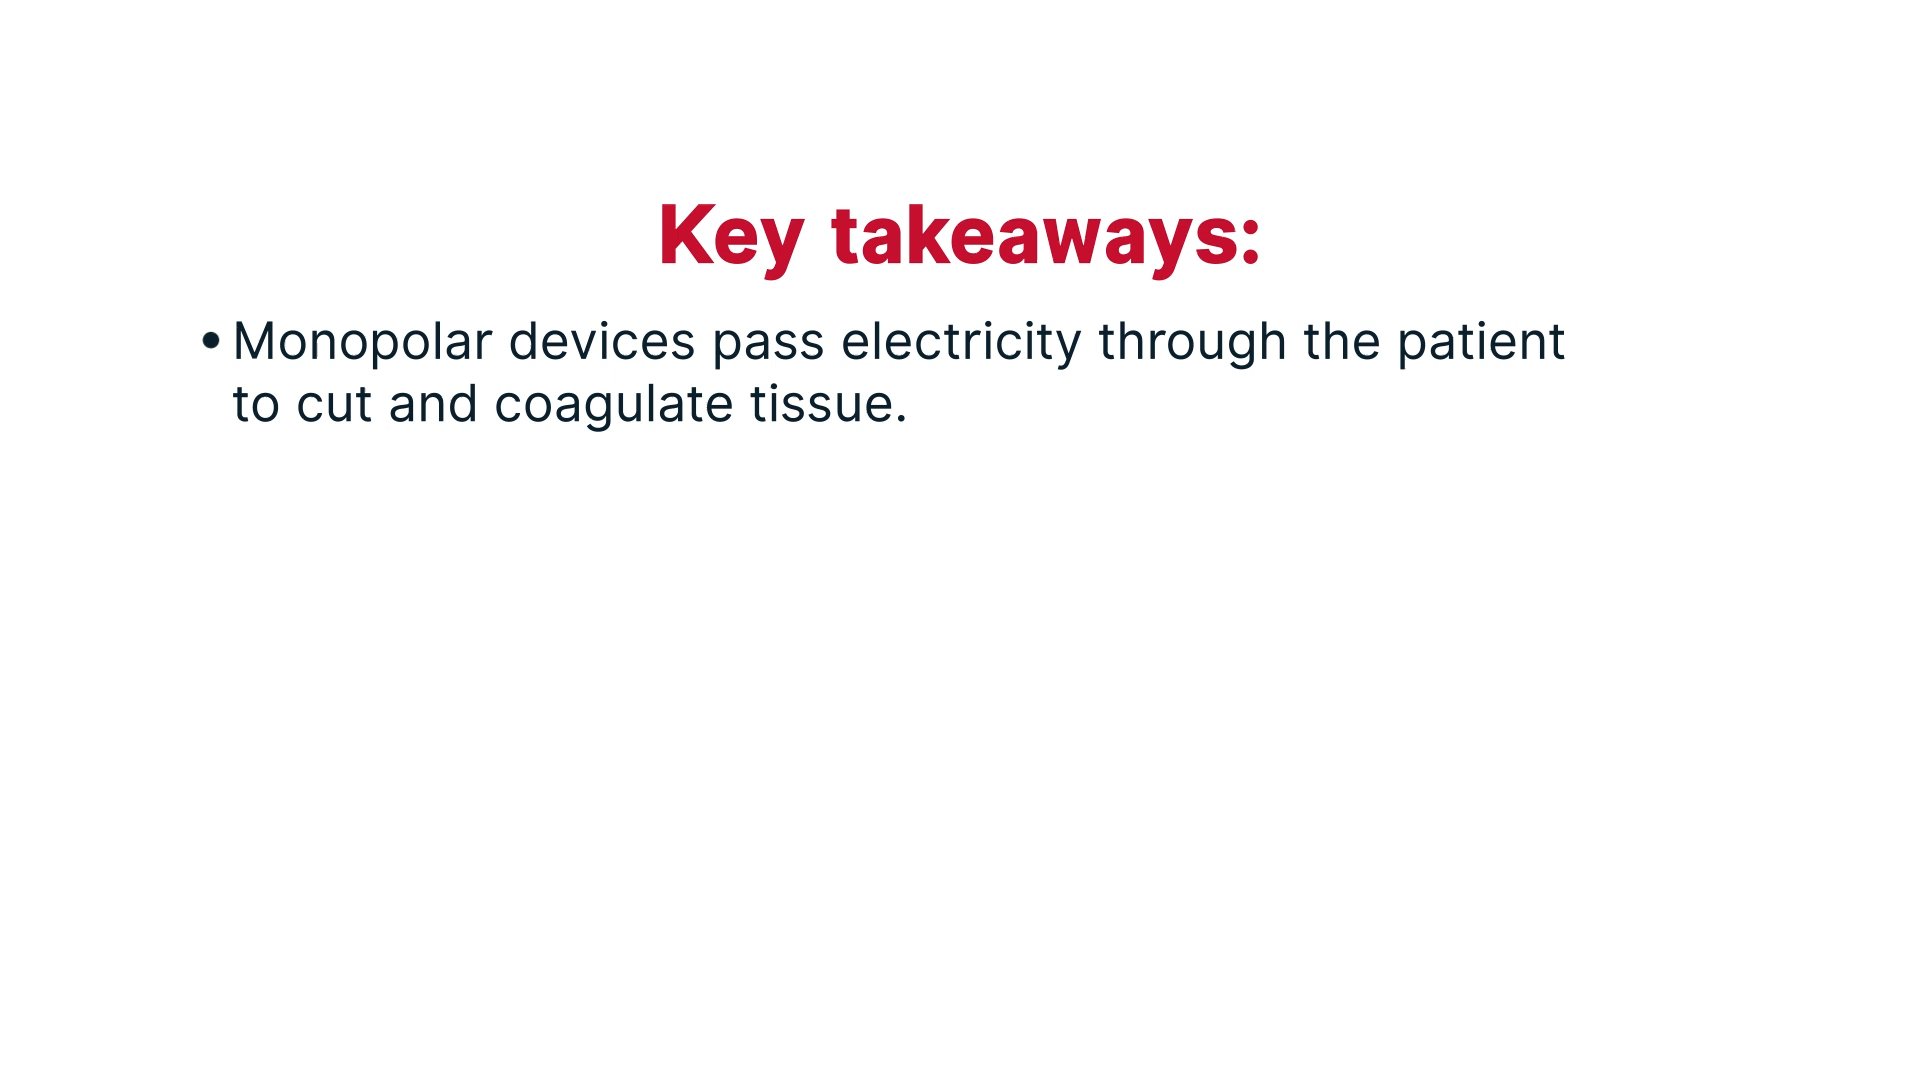 Key takeaways:
• Monopolar devices pass electricity through the patient
to cut and coagulate tissue.